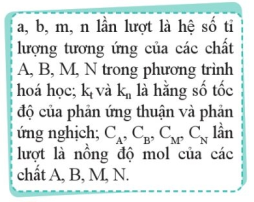 a, b, m, n lần lượt là hệ số tỉ
lượng tương ứng của các chất
A, B, M, N trong phương trình
hoá học; kₜ và kₙ là hằng số tốc
độ của phản ứng thuận và phản
ứng nghịch; C_A, C_B, C_M, C_N lần
lượt là nồng độ mol của các
chất A, B, M, N.